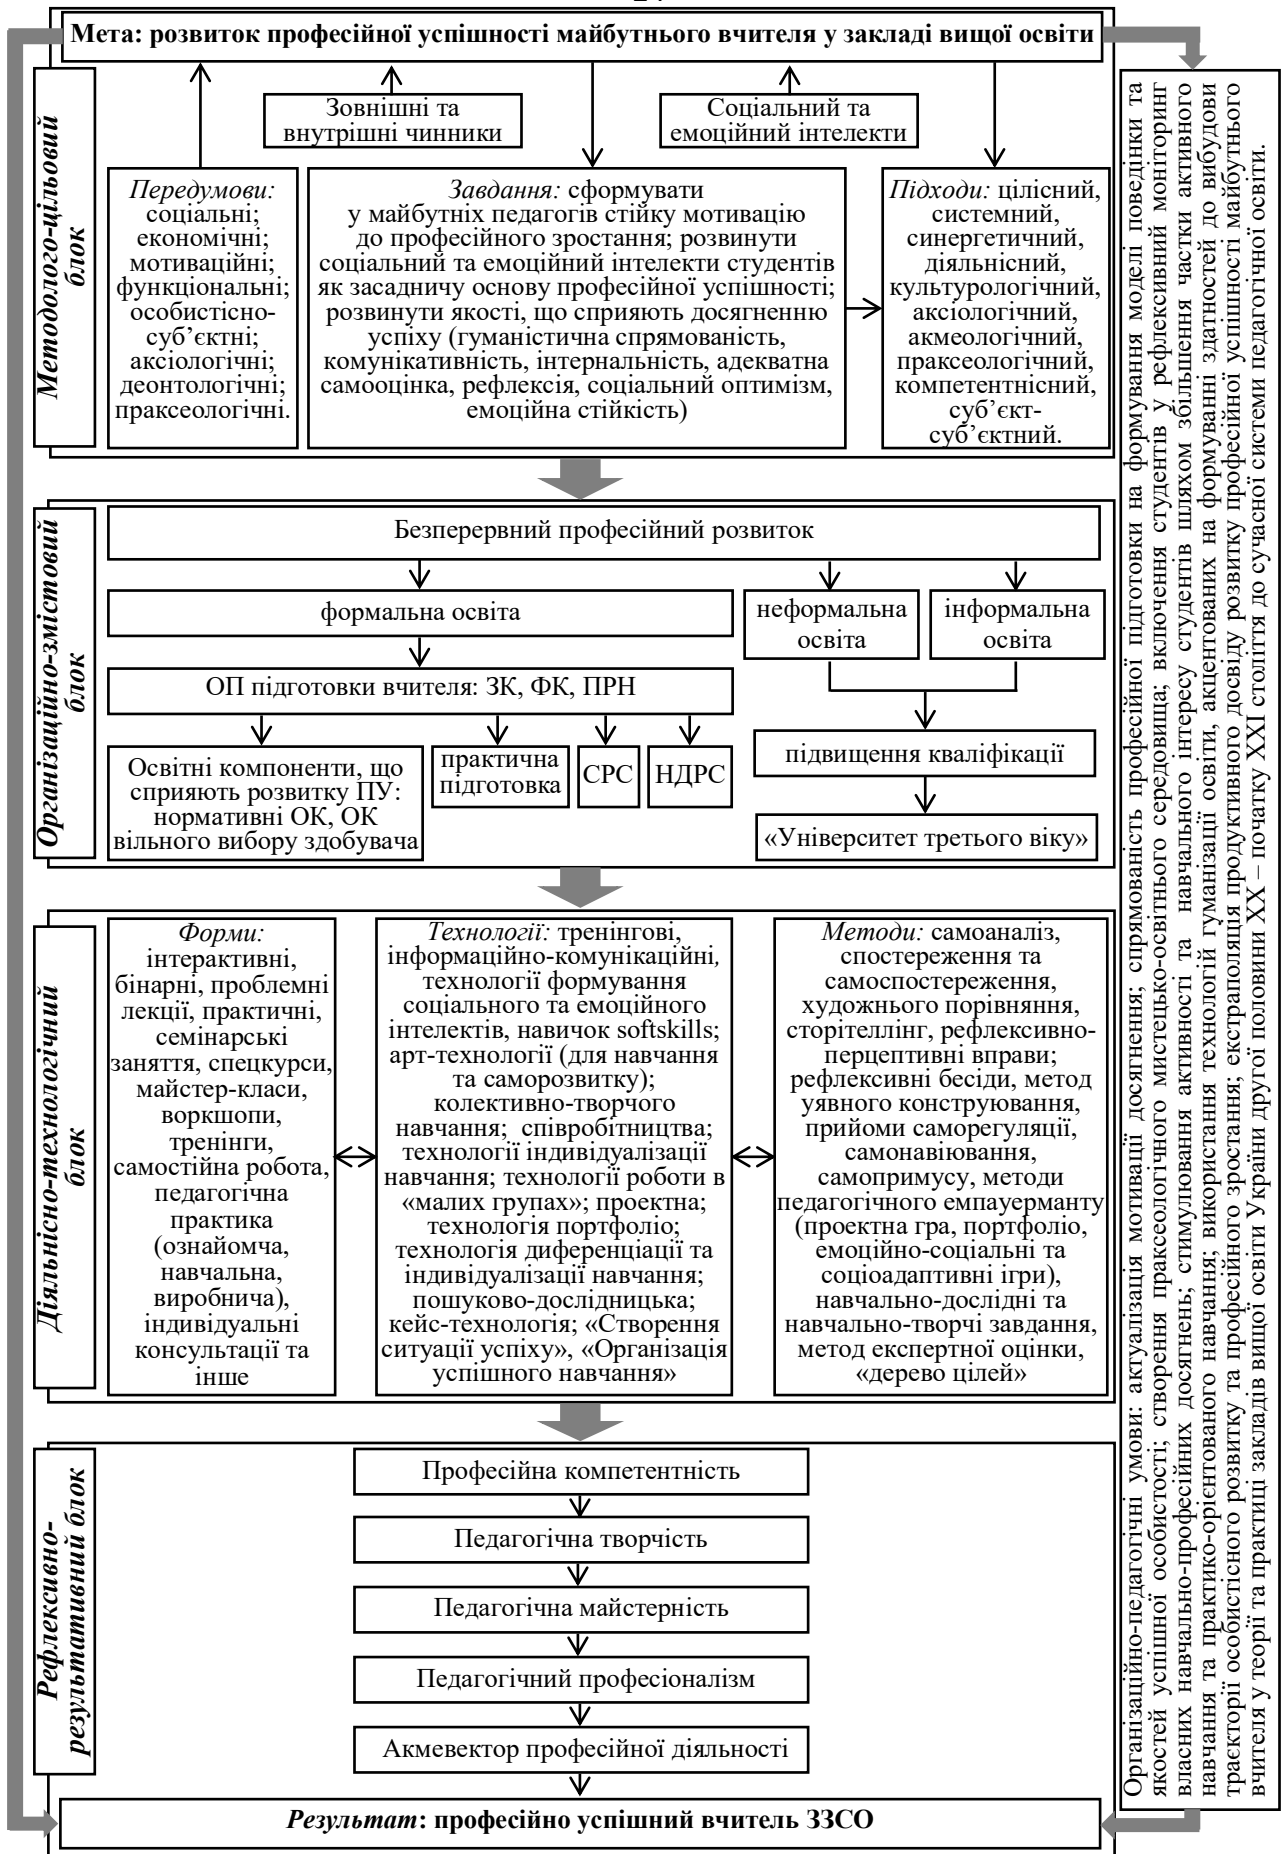 Мета: розвиток професійної успішності майбутнього вчителя у закладі вищої освіти
Методолого-цільовий
блок
Зовнішні та
внутрішні чинники
Соціальний та
емоційний інтелекти
Передумови:
соціальні;
економічні;
мотиваційні;
функціональні;
особистісно-
суб’єктні;
аксіологічні;
деонтологічні;
праксеологічні.
Завдання: сформувати
у майбутніх педагогів стійку мотивацію
до професійного зростання; розвинути
соціальний та емоційний інтелекти студентів
як засадничу основу професійної успішності;
розвинути якості, що сприяють досягненню
успіху (гуманістична спрямованість,
комунікативність, інтернальність, адекватна
самооцінка, рефлексія, соціальний оптимізм,
емоційна стійкість)
Підходи: цілісний,
системний,
синергетичний,
діяльнісний,
культурологічний,
аксіологічний,
акмеологічний,
праксеологічний,
компетентнісний,
суб’єкт-
суб’єктний.
Організаційно-змістовий
блок
Безперервний професійний розвиток
формальна освіта
неформальна
освіта
інформальна
освіта
ОП підготовки вчителя: ЗК, ФК, ПРН
Освітні компоненти, що
сприяють розвитку ПУ:
нормативні ОК, ОК
вільного вибору здобувача
практична
підготовка
СРС
НДРС
підвищення кваліфікації
«Університет третього віку»
Діяльнісно-технологічний
блок
Форми:
інтерактивні,
бінарні, проблемні
лекції, практичні,
семінарські
заняття, спецкурси,
майстер-класи,
воркшопи,
тренінги,
самостійна робота,
педагогічна
практика
(ознайомча,
навчальна,
виробнича),
індивідуальні
консультації та
інше
Технології: тренінгові,
інформаційно-комунікаційні,
технології формування
соціального та емоційного
інтелектів, навичок softskills;
арт-технології (для навчання
та саморозвитку);
колективно-творчого
навчання; співробітництва;
технології індивідуалізації
навчання; технології роботи в
«малих групах»; проектна;
технологія портфоліо;
технологія диференціації та
індивідуалізації навчання;
пошуково-дослідницька;
кейс-технологія; «Створення
ситуації успіху», «Організація
успішного навчання»
Методи: самоаналіз,
спостереження та
самоспостереження,
художнього порівняння,
сторітеллінг, рефлексивно-
перцептивні вправи;
рефлексивні бесіди, метод
уявного конструювання,
прийоми саморегуляції,
самонавіювання,
самопримусу, методи
педагогічного емпауерманту
(проектна гра, портфоліо,
емоційно-соціальні та
соціоадаптивні ігри),
навчально-дослідні та
навчально-творчі завдання,
метод експертної оцінки,
«дерево цілей»
Рефлексивно-
результативний блок
Професійна компетентність
Педагогічна творчість
Педагогічна майстерність
Педагогічний професіоналізм
Акмевектор професійної діяльності
Результат: професійно успішний вчитель ЗЗСО
Організаційно-педагогічні умови: актуалізація мотивації досягнення; спрямованість професійної підготовки на формування моделі поведінки та
якостей успішної особистості; створення праксеологічного мистецько-освітнього середовища; включення студентів у рефлексивний моніторинг
власних навчально-професійних досягнень; стимулювання активності та навчального інтересу студентів шляхом збільшення частки активного
навчання та практико-орієнтованого навчання; використання технологій гуманізації освіти, акцентованих на формуванні здатностей до вибудови
траєкторії особистісного розвитку та професійного зростання; екстраполяція продуктивного досвіду розвитку професійної успішності майбутнього
вчителя у теорії та практиці закладів вищої освіти України другої половини ХХ – початку ХХІ століття до сучасної системи педагогічної освіти.